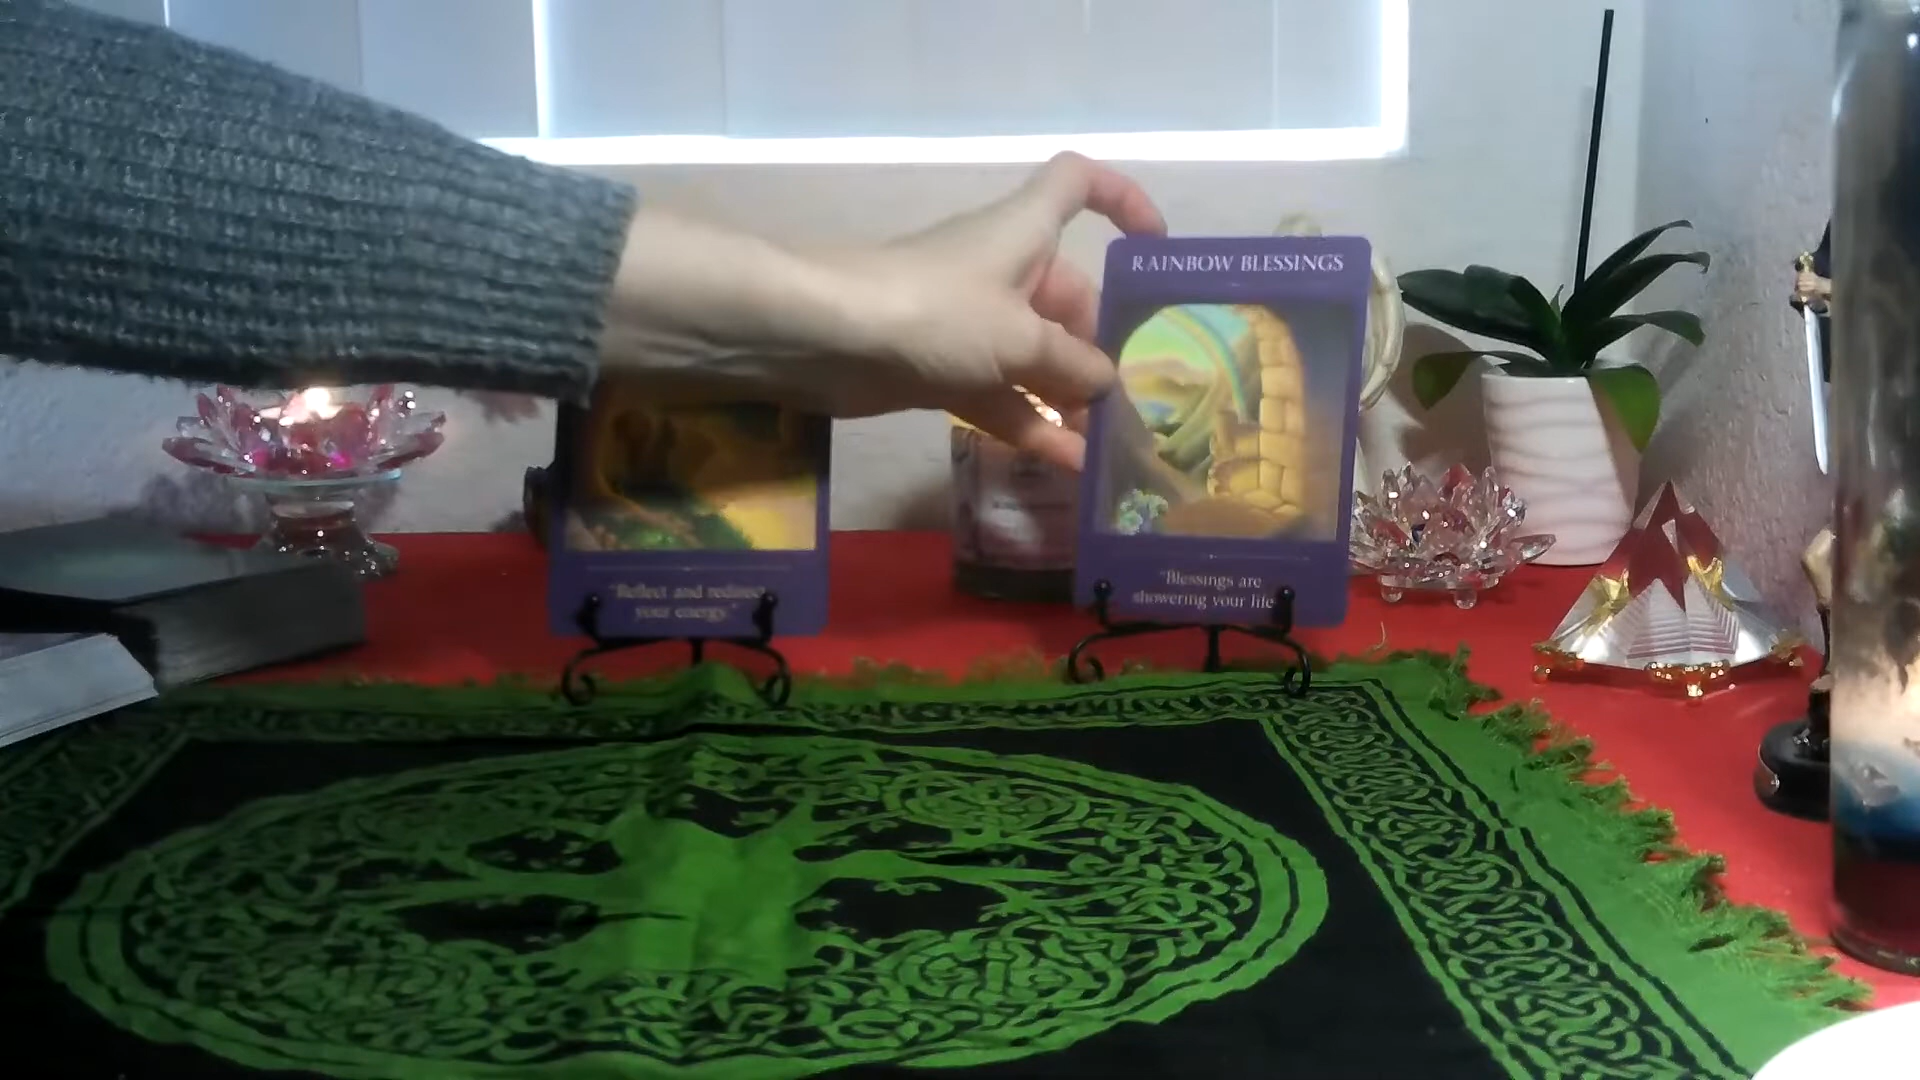 RAINBOW BLESSINGS
"Reflect and redirect
your energy"
"Blessings are
showering your life